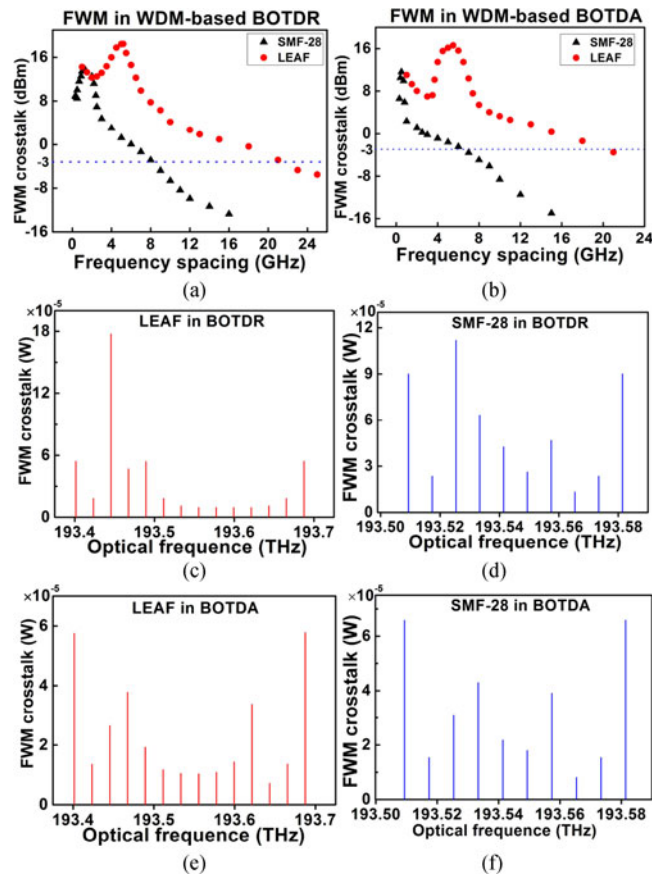 FWM in WDM-based BOTDR
SMF-28
LEAF
FWM crosstalk (dBm)
16
8
0
-3
-8
-16
0 4 8 12 16 20 24
Frequency spacing (GHz)
(a)
FWM in WDM-based BOTDA
SMF-28
LEAF
FWM crosstalk (dBm)
16
8
0
-3
-8
-16
0 4 8 12 16 20 24
Frequency spacing (GHz)
(b)
×10-5
LEAF in BOTDR
FWM crosstalk (W)
18
12
6
0
193.4 193.5 193.6 193.7
Optical frequence (THz)
(c)
×10-5
SMF-28 in BOTDR
FWM crosstalk (W)
12
9
6
3
0
193.50 193.52 193.54 193.56 193.58
Optical frequence (THz)
(d)
×10-5
LEAF in BOTDA
FWM crosstalk (W)
6
4
2
0
193.4 193.5 193.6 193.7
Optical frequence (THz)
(e)
×10-5
SMF-28 in BOTDA
FWM crosstalk (W)
6
4
2
0
193.50 193.52 193.54 193.56 193.58
Optical frequence (THz)
(f)